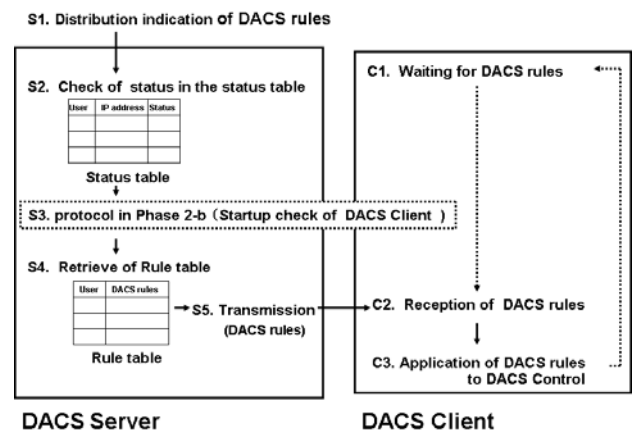 S1. Distribution indication of DACS rules
S2. Check of status in the status table
User IP address Status
Status table
S3. protocol in Phase 2-b (Startup check of DACS Client )
S4. Retrieve of Rule table
User DACS rules
Rule table
S5. Transmission
(DACS rules)
DACS Server
C1. Waiting for DACS rules
C2. Reception of DACS rules
C3. Application of DACS rules
to DACS Control
DACS Client